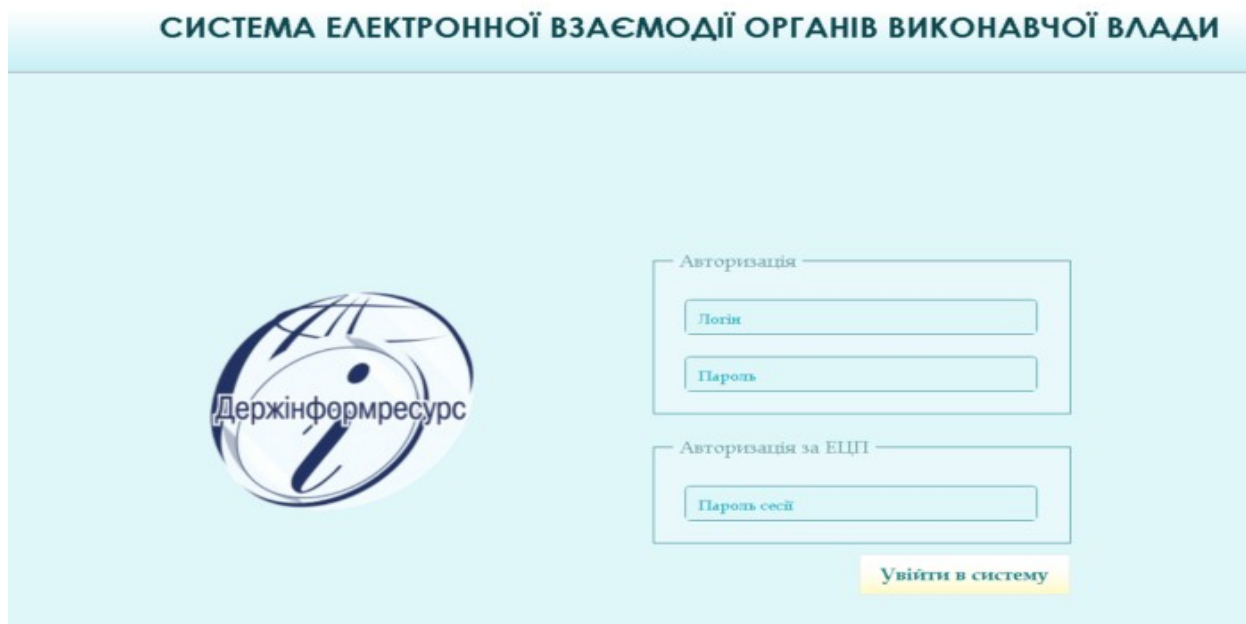 СИСТЕМА ЕЛЕКТРОННОЇ ВЗАЄМОДІЇ ОРГАНІВ ВИКОНАВЧОЇ ВЛАДИ
Держінформресурс
Авторизація
Логін
Пароль
Авторизація за ЕЦП
Пароль сесії
Увійти в систему